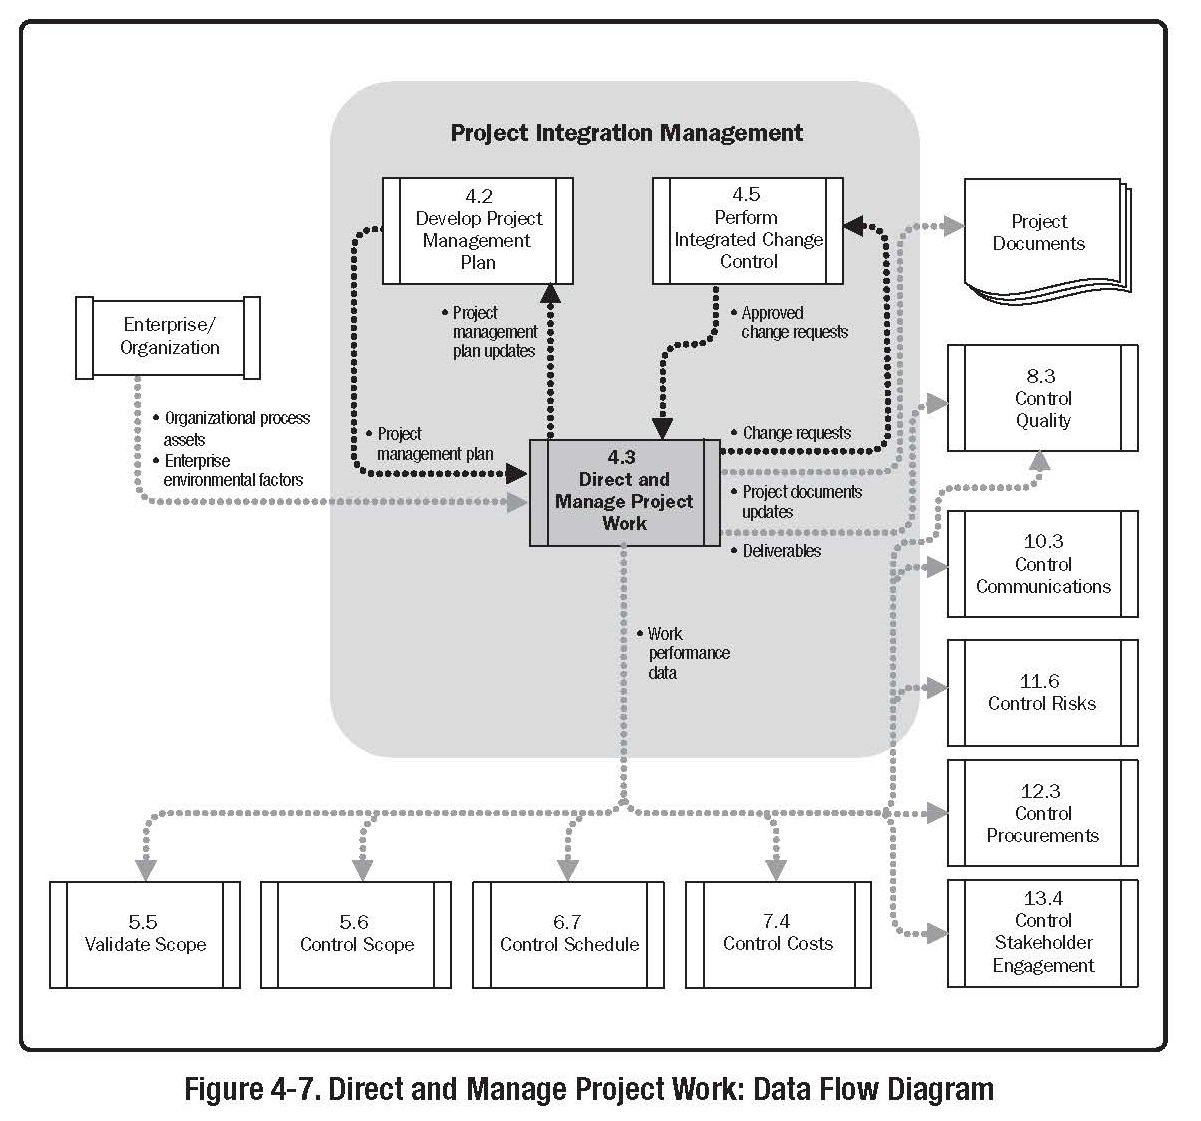 Project Integration Management
4.2
Develop Project
Management
Plan
4.5
Perform
Integrated Change
Control
Project
Documents
Enterprise/
Organization
• Project
management
plan updates
• Approved
change requests
8.3
Control
Quality
• Organizational process
assets
• Enterprise
environmental factors
• Project
management plan
• Change requests
4.3
Direct and
Manage Project
Work
• Project documents
updates
• Deliverables
10.3
Control
Communications
• Work
performance
data
11.6
Control Risks
12.3
Control
Procurements
5.5
Validate Scope
5.6
Control Scope
6.7
Control Schedule
7.4
Control Costs
13.4
Control
Stakeholder
Engagement
Figure 4-7. Direct and Manage Project Work: Data Flow Diagram